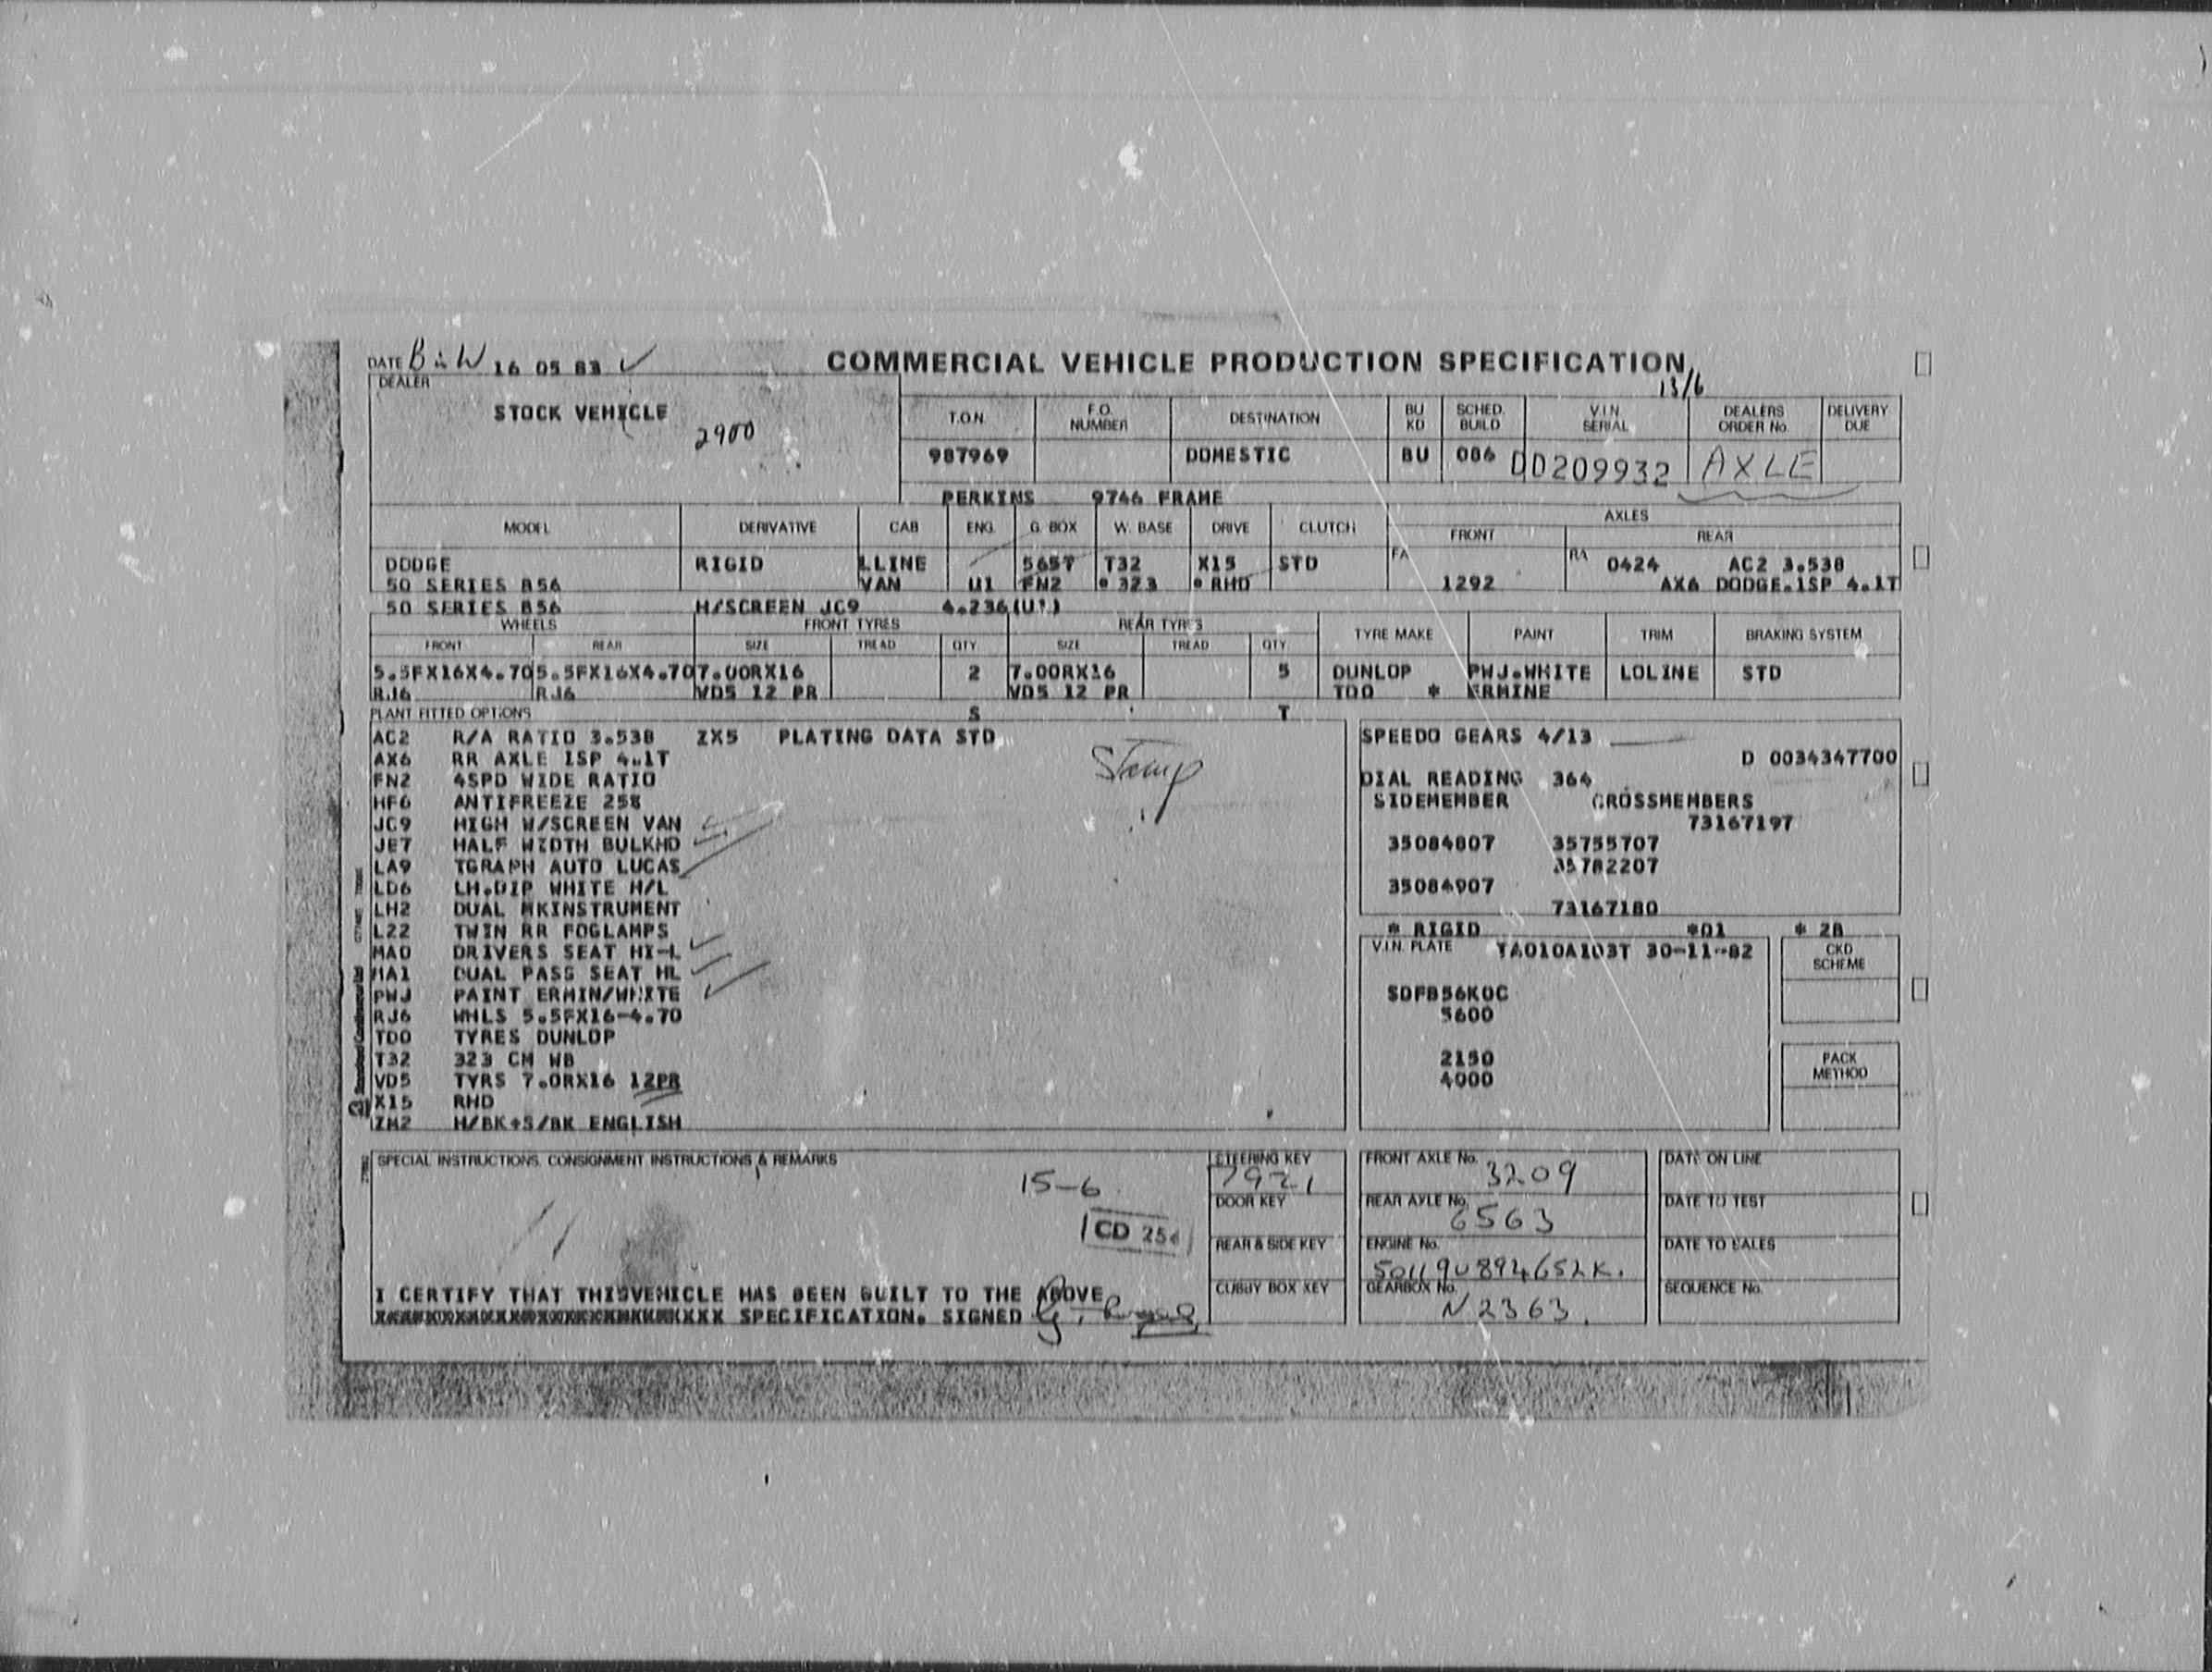 DATE B & W 16 05 83 ✓ COMMERCIAL VEHICLE PRODUCTION SPECIFICATION
13/6
DEALER
STOCK VEHICLE
2900
T.O.N. F.O. NUMBER DESTINATION BU KD SCHED. BUILD V.I.N. SERIAL DEALERS ORDER No. DELIVERY DUE
987969 DOMESTIC BU 086 DD209932 AXLE
PERKINS 9746 FRAME
MODEL DERIVATIVE CAB ENG. G. BOX W. BASE DRIVE CLUTCH AXLES
FRONT REAR
DODGE RIGID LLINE 565T T32 X15 STD FA RA 0424 AC2 3.538
50 SERIES B56 VAN U1 FN2 * 323 * RHD 1292 AX6 DODGE.1SP 4.1T
50 SERIES B56 H/SCREEN JC9 4.236(U1)
WHEELS FRONT TYRES REAR TYRES TYRE MAKE PAINT TRIM BRAKING SYSTEM
FRONT REAR SIZE TREAD QTY SIZE TREAD QTY
5.5FX16X4.70 5.5FX16X4.70 7.00RX16 2 7.00RX16 5 DUNLOP PWJ.WHITE LOLINE STD
RJ6 RJ6 VD5 12 PR VD5 12 PR TDO * ERMINE
PLANT FITTED OPTIONS S T
AC2 R/A RATIO 3.538 ZX5 PLATING DATA STD
AX6 RR AXLE 1SP 4.1T
FN2 4SPD WIDE RATIO
HF6 ANTIFREEZE 25%
JC9 HIGH W/SCREEN VAN
JE7 HALF WIDTH BULKHD
LA9 TGRAPH AUTO LUCAS
LD6 LH.DIP WHITE H/L
LH2 DUAL MKINSTRUMENT
L22 TWIN RR FOGLAMPS
MAO DRIVERS SEAT HI-L
MA1 DUAL PASS SEAT HL
PWJ PAINT ERMIN/WHITE
RJ6 WHLS 5.5FX16-4.70
TDO TYRES DUNLOP
T32 323 CM WB
VD5 TYRS 7.0RX16 12PR
X15 RHD
ZM2 H/BK+S/BK ENGLISH
Stamp
SPEEDO GEARS 4/13
D 0034347700
DIAL READING 364
SIDEMEMBER CROSSMEMBERS
73167197
35084807 35755707
35782207
35084907
73167180
* RIGID *01 * 2B
V.I.N. PLATE TA010A103T 30-11-82
CKD SCHEME
SDFB56K0C
5600
2150
4000
PACK METHOD
SPECIAL INSTRUCTIONS, CONSIGNMENT INSTRUCTIONS & REMARKS
15-6
CD 25
I CERTIFY THAT THIS VEHICLE HAS BEEN BUILT TO THE ABOVE
SPECIFICATION. SIGNED
STEERING KEY
7921
DOOR KEY
REAR & SIDE KEY
CUBBY BOX KEY
FRONT AXLE No. 3209
REAR AXLE No. 6563
ENGINE No.
GEARBOX No.
N2363.
DATE ON LINE
DATE TO TEST
DATE TO SALES
SEQUENCE No.